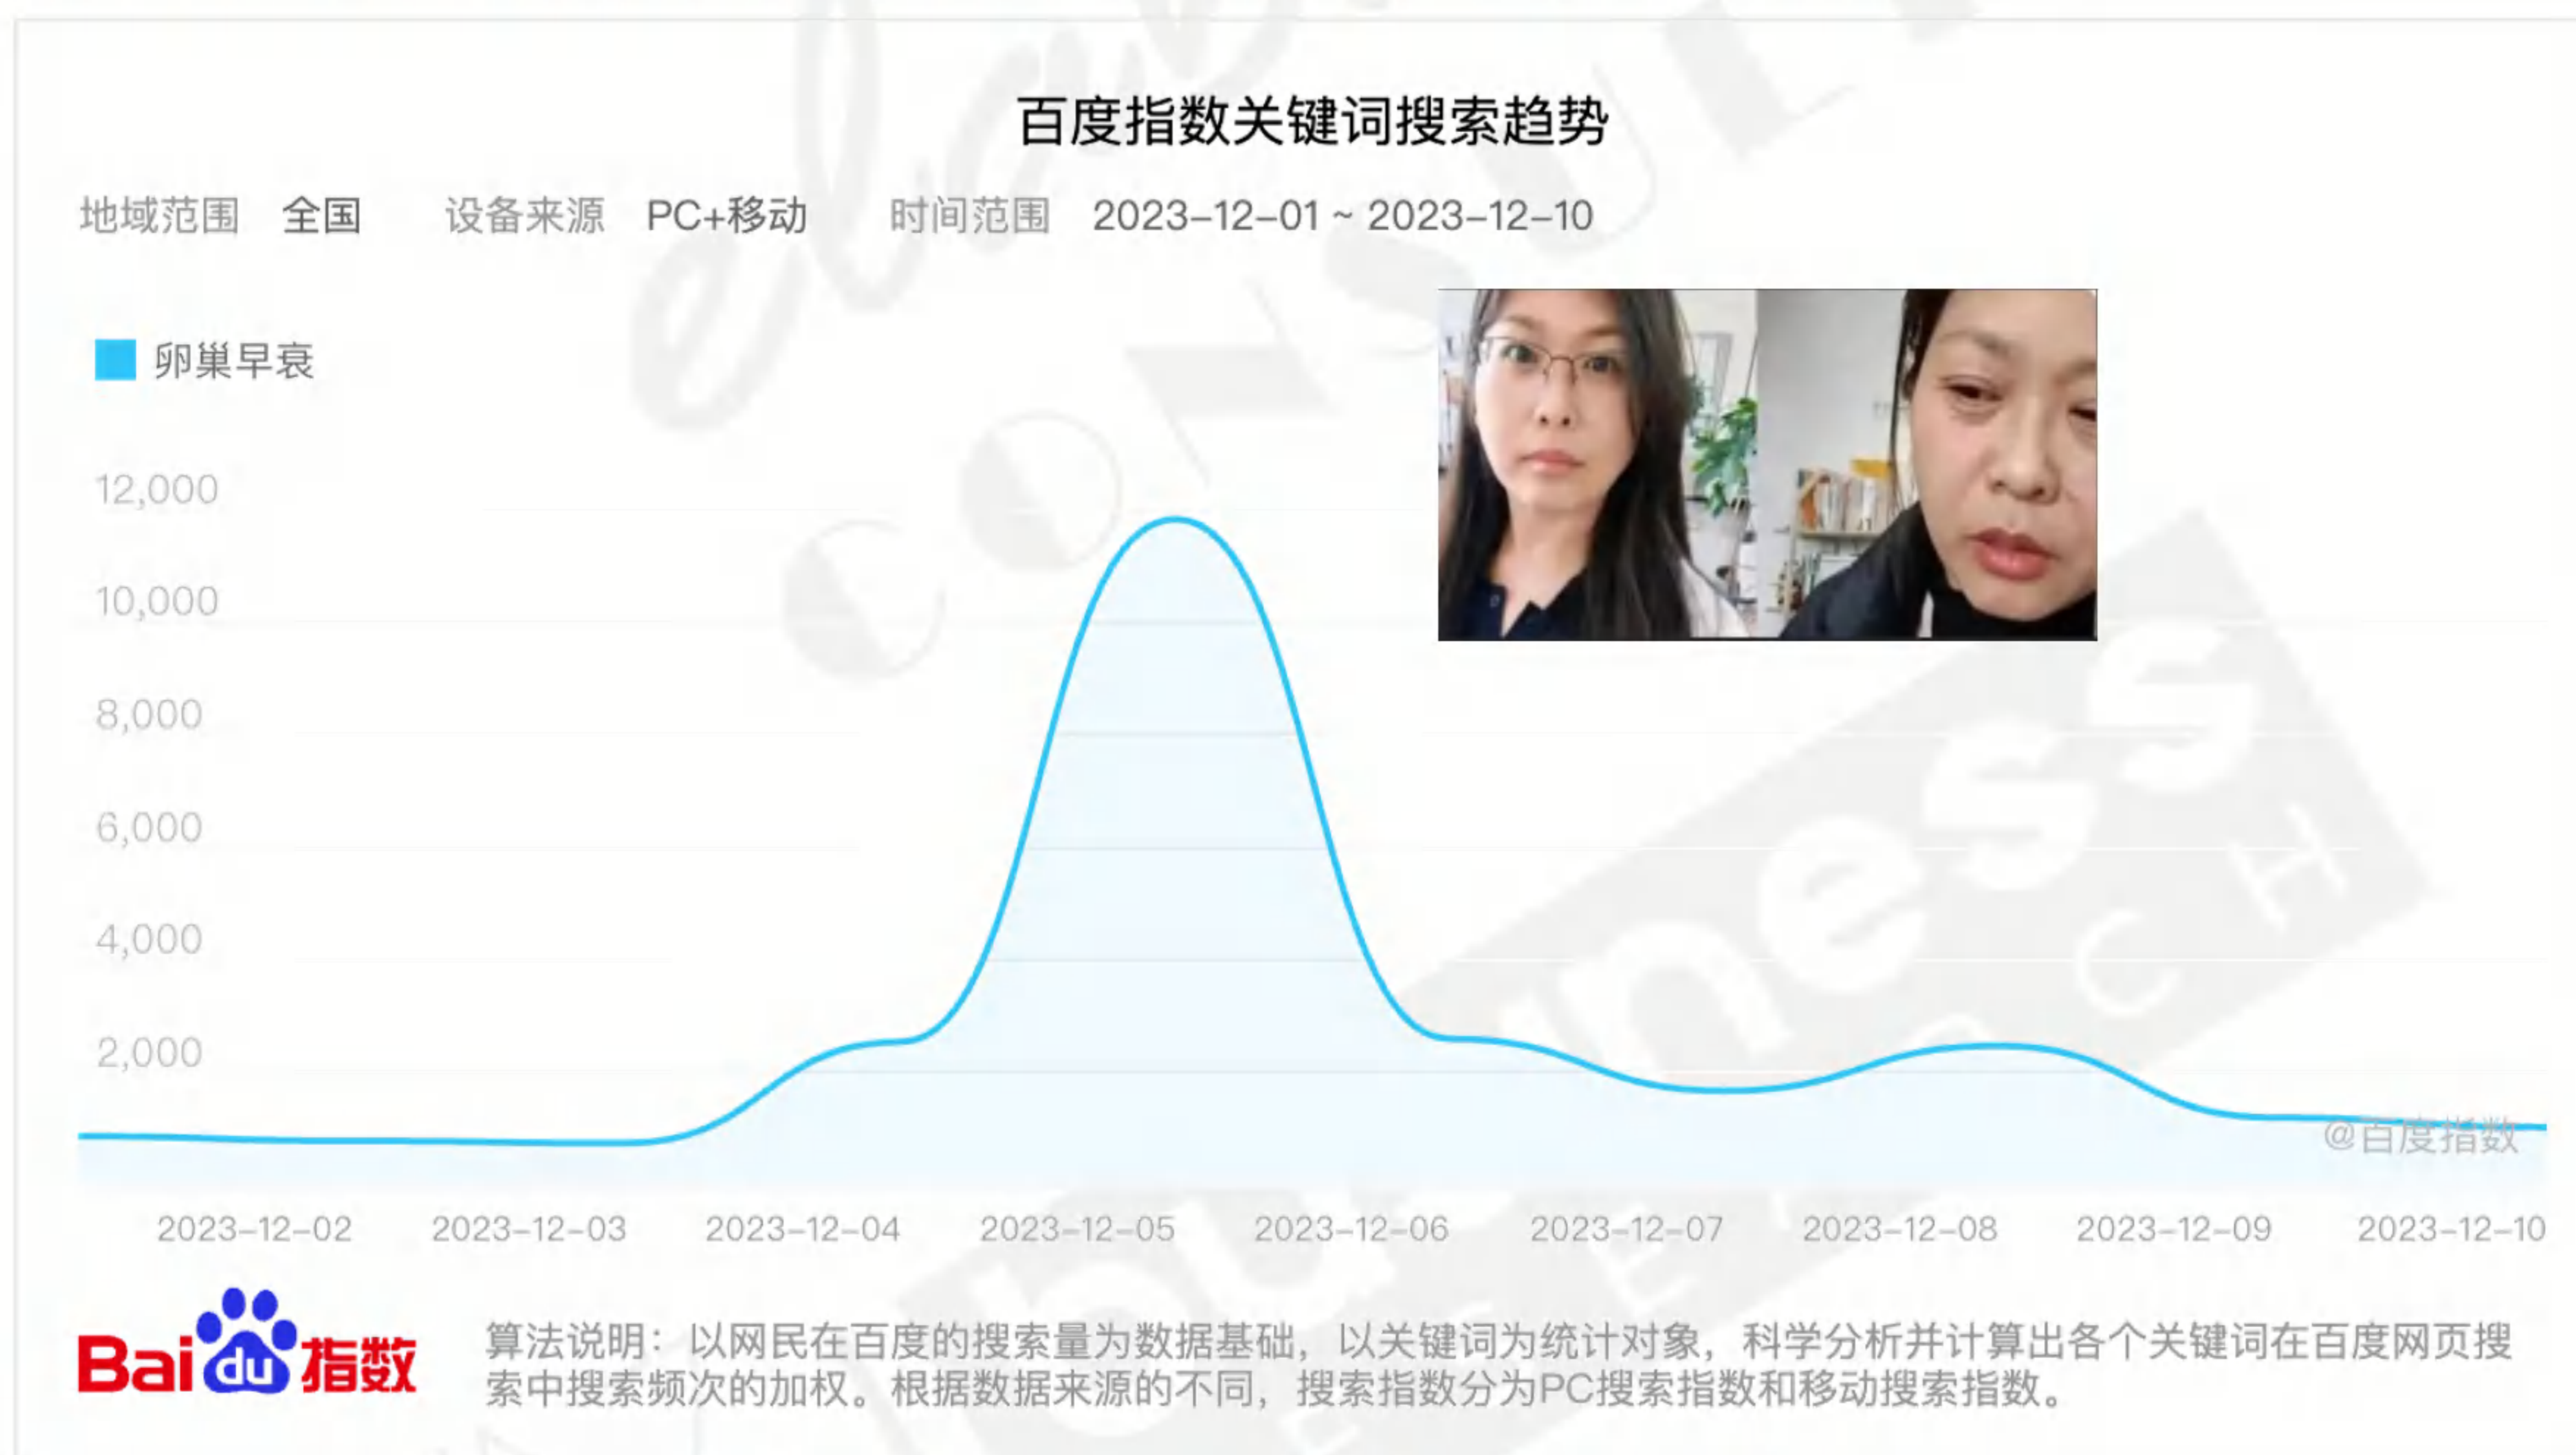 百度指数关键词搜索趋势
地域范围 全国 设备来源 PC+移动 时间范围 2023-12-01 ~ 2023-12-10
卵巢早衰
12,000
10,000
8,000
6,000
4,000
2,000
@百度指数
2023-12-02 2023-12-03 2023-12-04 2023-12-05 2023-12-06 2023-12-07 2023-12-08 2023-12-09 2023-12-10
Bai du 指数
算法说明：以网民在百度的搜索量为数据基础，以关键词为统计对象，科学分析并计算出各个关键词在百度网页搜
索中搜索频次的加权。根据数据来源的不同，搜索指数分为PC搜索指数和移动搜索指数。